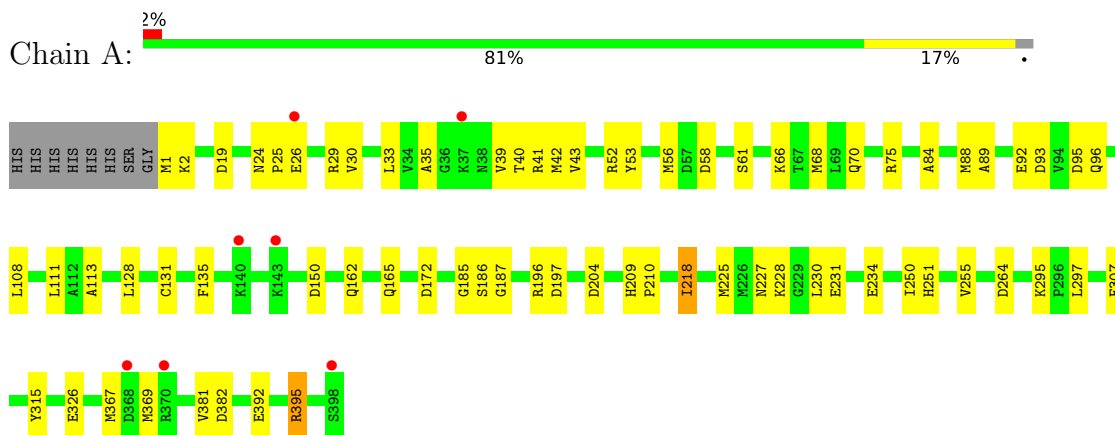 2%
Chain A:
81% 17% •
HIS HIS HIS HIS HIS HIS SER GLY M1 K2 D19 N24 P25 E26 R29 V30 L33 V34 A35 G36 K37 N38 V39 T40 R41 M42 V43 R52 Y53 M56 D57 D58 S61 K66 T67 M68 L69 Q70 R75 A84 M88 A89 E92 D93 V94 D95 Q96
L108 L111 A112 A113 L128 C131 F135 K140 K143 D150 Q162 Q165 D172 G185 S186 G187 R196 D197 D204 H209 P210 I218 M225 M226 N227 K228 G229 L230 E231 E234 I250 H251 V255 D264 K295 P296 L297
Y315 E326 M367 D368 M369 R370 V381 D382 E392 R395 S398